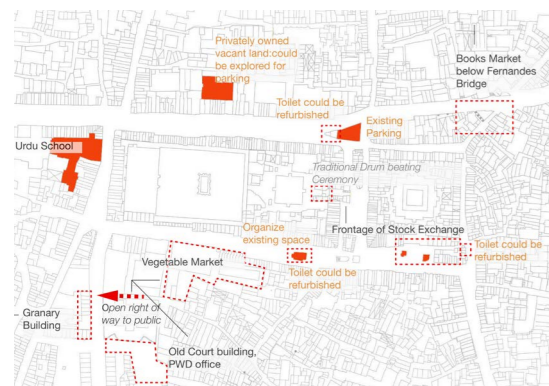 Privately owned
vacant land:could
be explored for
parking
Books Market
below Fernandes
Bridge
Toilet could be
refurbished
Existing
Parking
Urdu School
Traditional Drum beating
Ceremony
Organize
existing space
Frontage of Stock Exchange
Toilet could be
refurbished
Vegetable Market
Toilet could be
refurbished
Granary
Building
Open right of
way to public
Old Court building,
PWD office